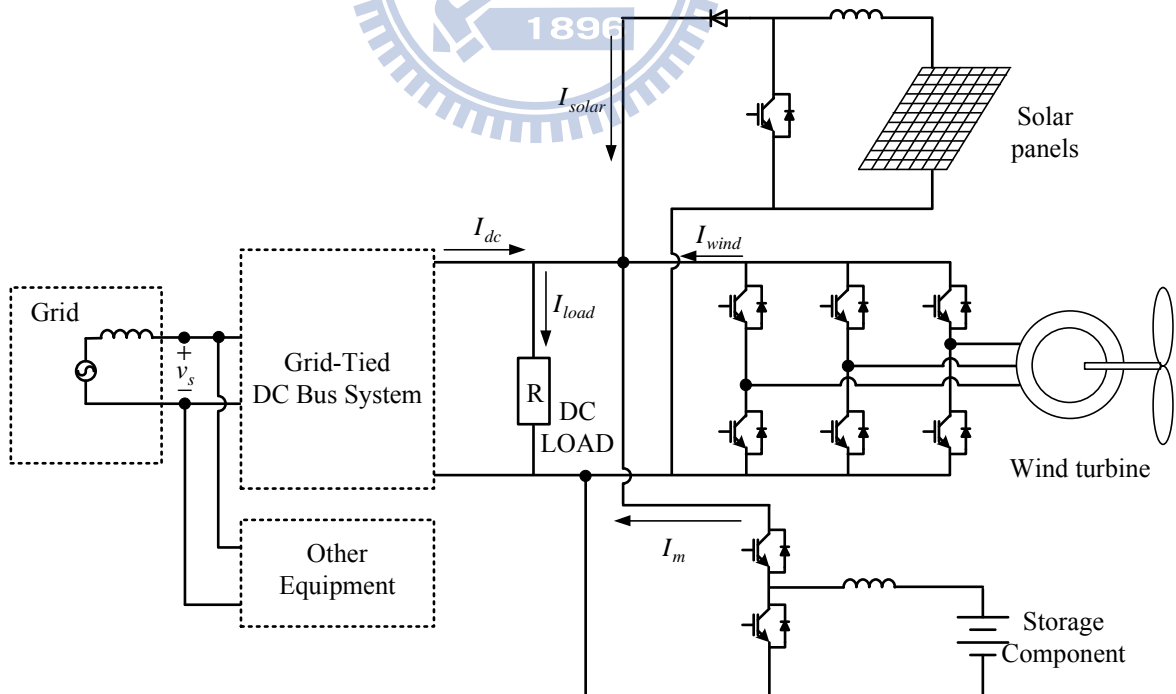 1896
I_solar
Solar
panels
I_dc
I_wind
Grid
I_load
+
v_s
-
Grid-Tied
DC Bus System
R
DC
LOAD
Wind turbine
I_m
Other
Equipment
Storage
Component